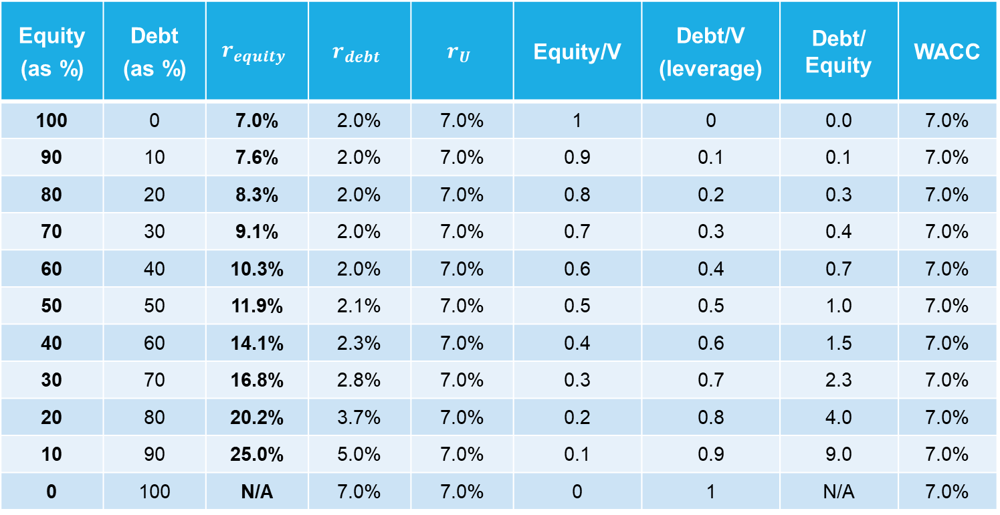 Equity (as %) Debt (as %) r_equity r_debt r_U Equity/V Debt/V (leverage) Debt/ Equity WACC
100 0 7.0% 2.0% 7.0% 1 0 0.0 7.0%
90 10 7.6% 2.0% 7.0% 0.9 0.1 0.1 7.0%
80 20 8.3% 2.0% 7.0% 0.8 0.2 0.3 7.0%
70 30 9.1% 2.0% 7.0% 0.7 0.3 0.4 7.0%
60 40 10.3% 2.0% 7.0% 0.6 0.4 0.7 7.0%
50 50 11.9% 2.1% 7.0% 0.5 0.5 1.0 7.0%
40 60 14.1% 2.3% 7.0% 0.4 0.6 1.5 7.0%
30 70 16.8% 2.8% 7.0% 0.3 0.7 2.3 7.0%
20 80 20.2% 3.7% 7.0% 0.2 0.8 4.0 7.0%
10 90 25.0% 5.0% 7.0% 0.1 0.9 9.0 7.0%
0 100 N/A 7.0% 7.0% 0 1 N/A 7.0%